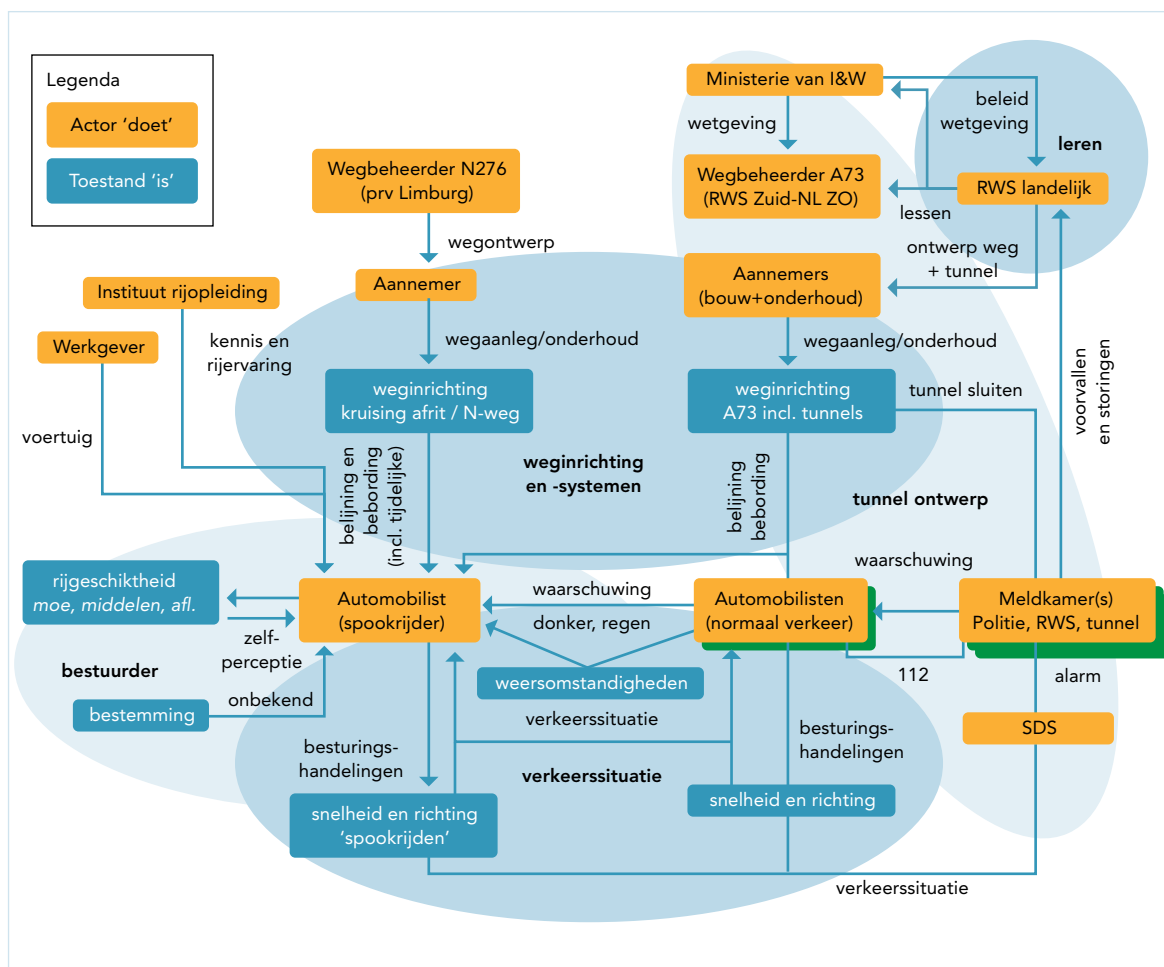 Legenda
Actor ‘doet’
Toestand ‘is’
Ministerie van I&W
beleid
wetgeving
wetgeving
leren
Wegbeheerder N276
(prv Limburg)
Wegbeheerder A73
(RWS Zuid-NL ZO)
RWS landelijk
lessen
wegontwerp
ontwerp weg
+ tunnel
Aannemer
Aannemers
(bouw+onderhoud)
Instituut rijopleiding
kennis en
rijervaring
Werkgever
wegaanleg/onderhoud
wegaanleg/onderhoud
voorvallen
en storingen
weginrichting
kruising afrit / N-weg
weginrichting
A73 incl. tunnels
tunnel sluiten
voertuig
belijning en
bebording
(incl. tijdelijke)
weginrichting
en -systemen
belijning
bebording
tunnel ontwerp
rijgeschiktheid
moe, middelen, afl.
Automobilist
(spookrijder)
waarschuwing
donker, regen
Automobilisten
(normaal verkeer)
waarschuwing
Meldkamer(s)
Politie, RWS, tunnel
zelf-
perceptie
bestuurder
onbekend
bestemming
weersomstandigheden
112
alarm
verkeerssituatie
SDS
besturings-
handelingen
verkeerssituatie
besturings-
handelingen
snelheid en richting
‘spookrijden’
snelheid en richting
verkeerssituatie